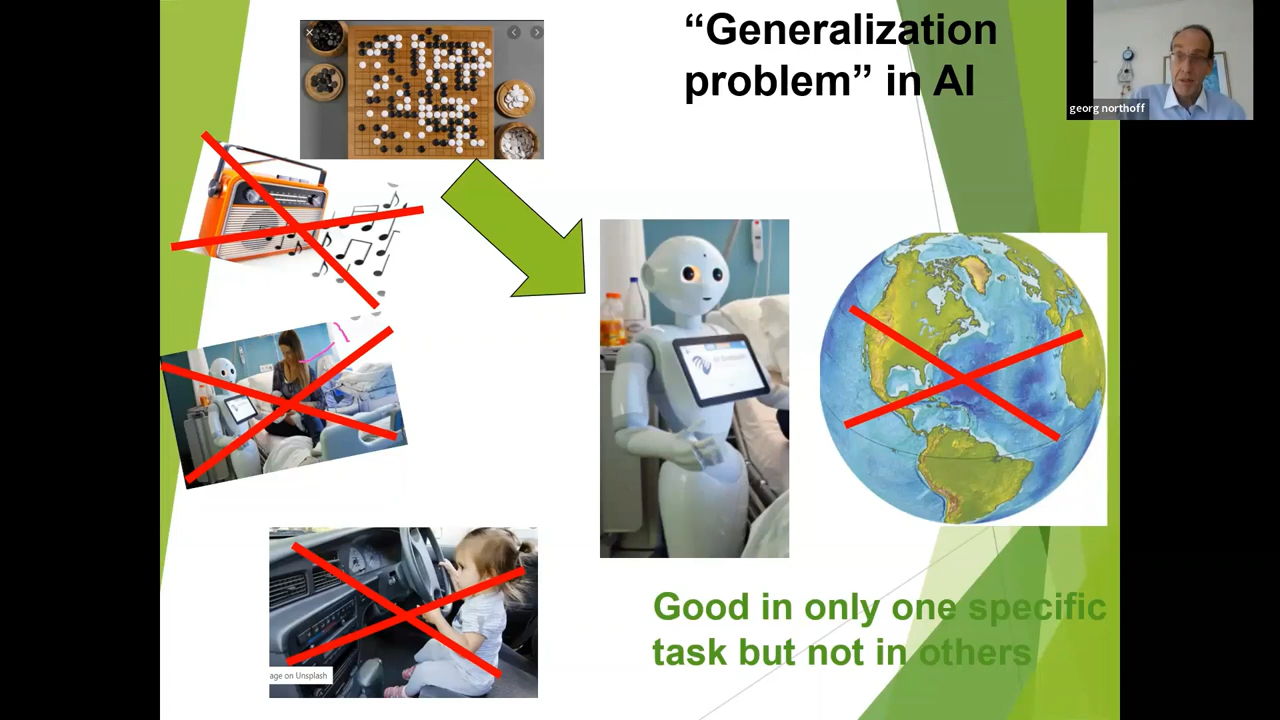 “Generalization
problem” in AI
georg northoff
Good in only one specific
task but not in others
age on Unsplash